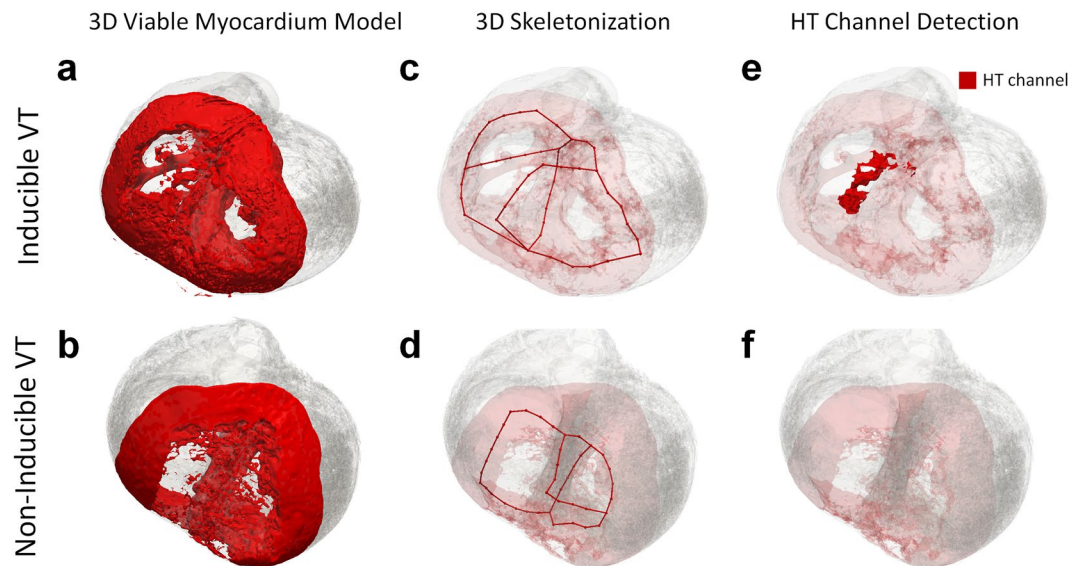 3D Viable Myocardium Model
3D Skeletonization
HT Channel Detection
Inducible VT
a
c
e
HT channel
Non-Inducible VT
b
d
f